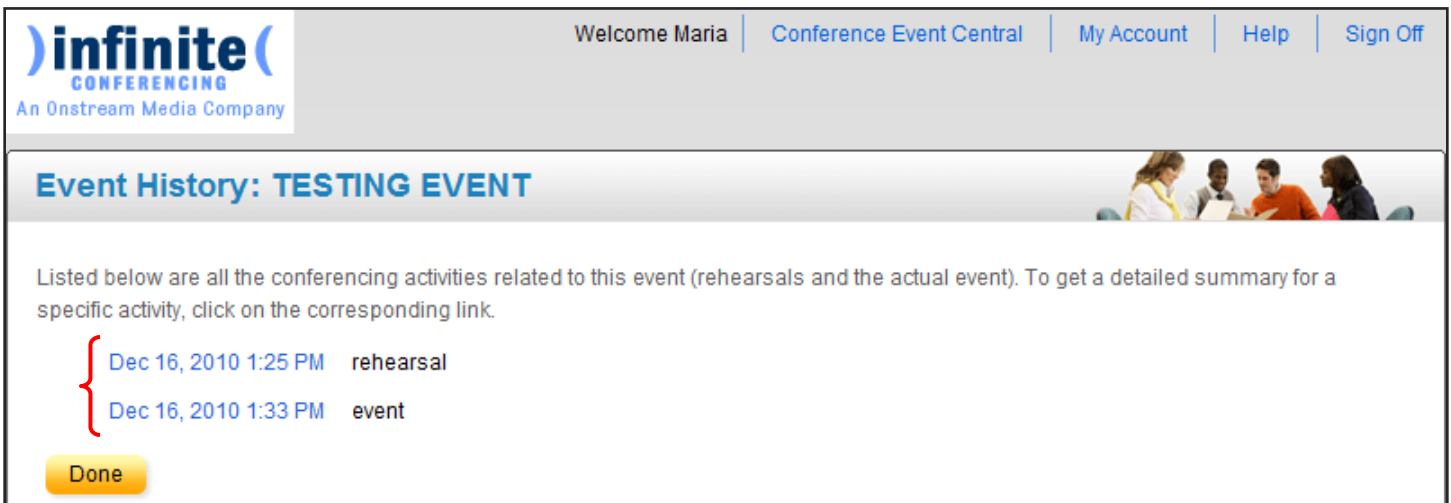 )infinite(
CONFERENCING
An Onstream Media Company
Welcome Maria Conference Event Central My Account Help Sign Off
Event History: TESTING EVENT
Listed below are all the conferencing activities related to this event (rehearsals and the actual event). To get a detailed summary for a
specific activity, click on the corresponding link.
Dec 16, 2010 1:25 PM rehearsal
Dec 16, 2010 1:33 PM event
Done